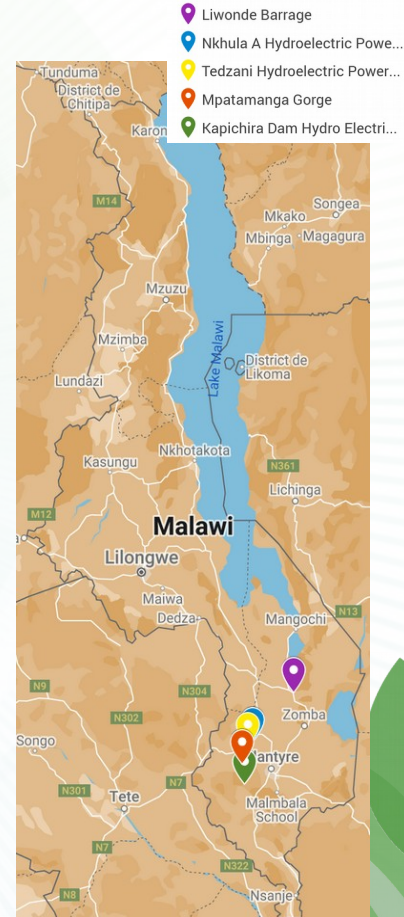 Liwonde Barrage
Nkhula A Hydroelectric Powe...
Tedzani Hydroelectric Power...
Mpatamanga Gorge
Kapichira Dam Hydro Electri...
Tunduma
District de
Chitipa
Karon
M14
Songea
Mkako
Mbinga
Magagura
Mzuzu
Lake Malawi
Mzimba
District de
Likoma
Lundazi
Nkhotakota
Kasungu
N361
Lichinga
M12
Malawi
Lilongwe
Maiwa
Dedza
Mangochi
N13
N9
N304
N302
Zomba
Songo
antyre
N7
N301
Tete
Malmbala
School
N7
N322
N8
Nsanje